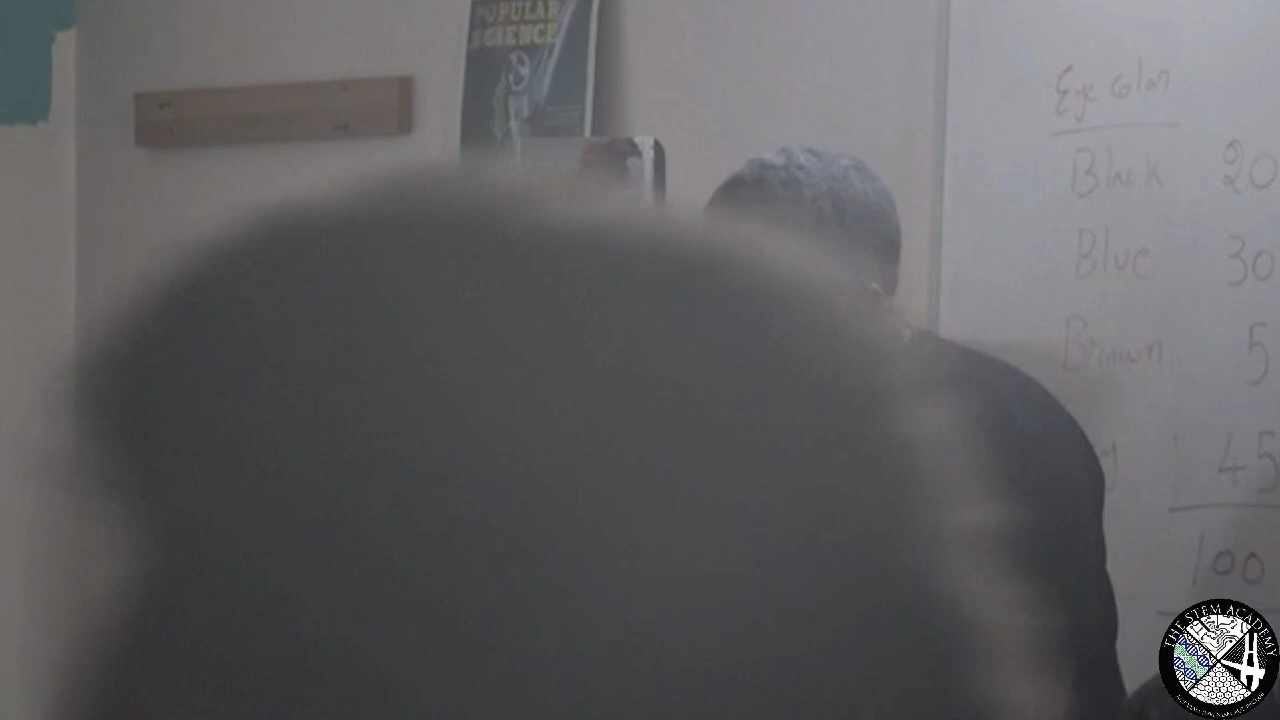 POPULAR
SCIENCE
Eye color
Black 20
Blue 30
Brown 5
45
100
THE STEM ACADEMY